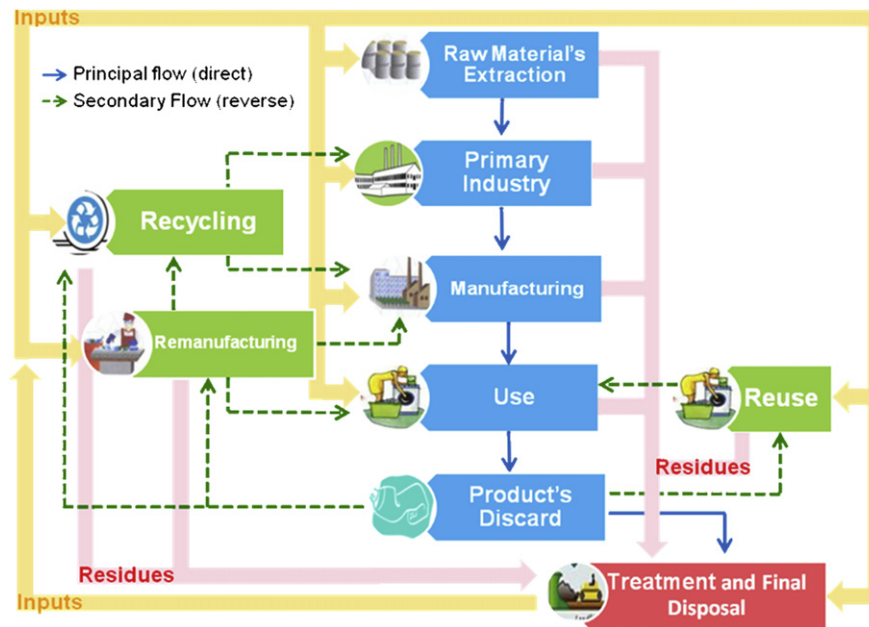 Inputs
Raw Material's
Extraction
Principal flow (direct)
Secondary Flow (reverse)
Primary
Industry
Recycling
Manufacturing
Remanufacturing
Use
Reuse
Residues
Product's
Discard
Residues
Treatment and Final
Disposal
Inputs